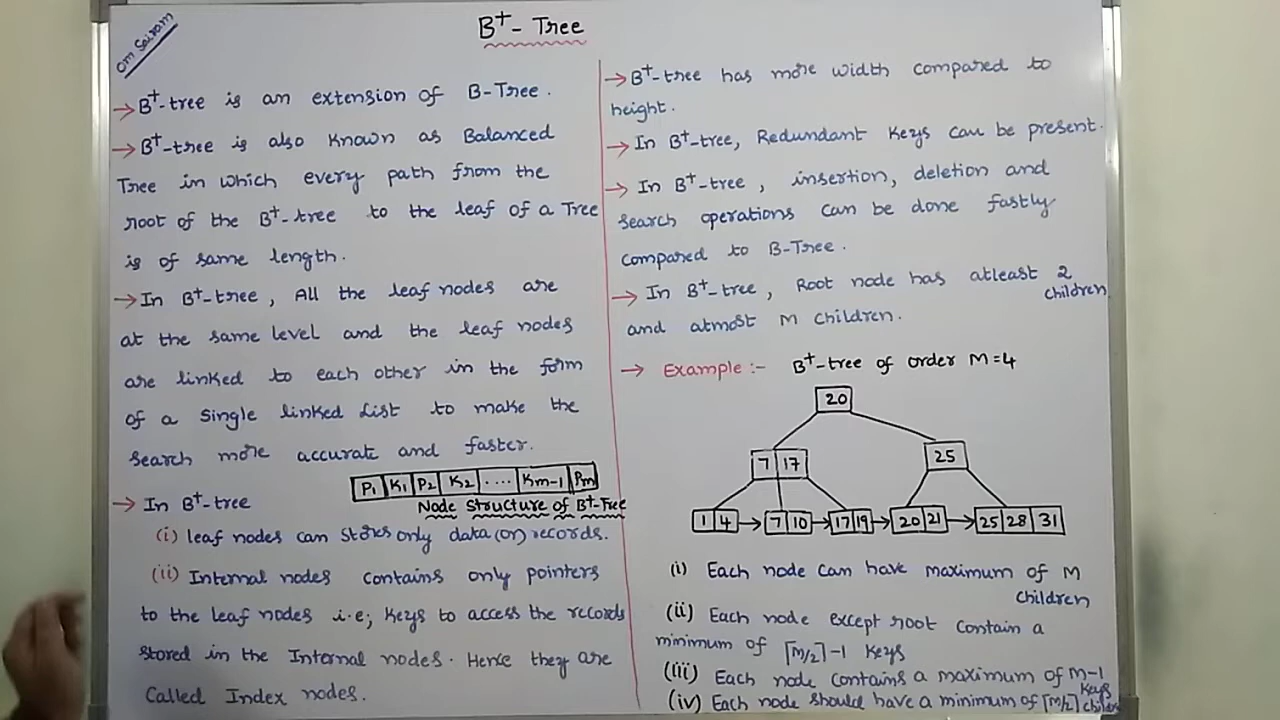 Om Sairam
B+- Tree
→ B+-tree is an extension of B-Tree.
→ B+-tree is also known as Balanced
Tree in which every path from the
root of the B+-tree to the leaf of a Tree
is of same length.
→ In B+-tree, All the leaf nodes are
at the same level and the leaf nodes
are linked to each other in the form
of a Single linked List to make the
search more accurate and faster.
P1 K1 P2 K2 .... Km-1 Pm
Node Structure of B+-Tree
→ In B+-tree
(i) leaf nodes can stores only data (or) records.
(ii) Internal nodes contains only pointers
to the leaf nodes i.e; keys to access the records
stored in the Internal nodes. Hence they are
called Index nodes.
→ B+-tree has more width compared to
height.
→ In B+-tree, Redundant keys can be present.
→ In B+-tree, insertion, deletion and
search operations can be done fastly
compared to B-Tree.
→ In B+-tree, Root node has atleast 2
children
and atmost M children.
→ Example :- B+-tree of order M=4
20
7 17
25
1 4 → 7 10 → 17 19 → 20 21 → 25 28 31
(i) Each node can have maximum of M
children
(ii) Each node except root contain a
minimum of ⌈M/2⌉-1 keys
(iii) Each node contains a maximum of M-1
keys
(iv) Each node should have a minimum of ⌈M/2⌉